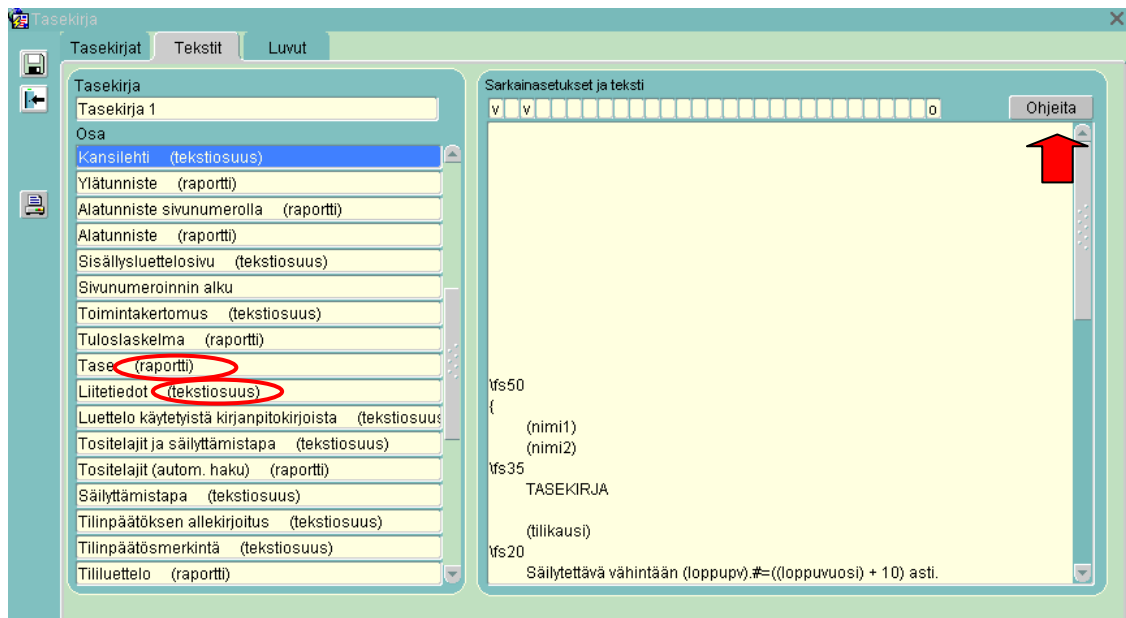 Tasekirja
Tasekirjat Tekstit Luvut
Tasekirja
Tasekirja 1
Osa
Kansilehti (tekstiosuus)
Ylätunniste (raportti)
Alatunniste sivunumerolla (raportti)
Alatunniste (raportti)
Sisällysluettelosivu (tekstiosuus)
Sivunumeroinnin alku
Toimintakertomus (tekstiosuus)
Tuloslaskelma (raportti)
Tase (raportti)
Liitetiedot (tekstiosuus)
Luettelo käytetyistä kirjanpitokirjoista (tekstiosuus
Tositelajit ja säilyttämistapa (tekstiosuus)
Tositelajit (autom. haku) (raportti)
Säilyttämistapa (tekstiosuus)
Tilinpäätöksen allekirjoitus (tekstiosuus)
Tilinpäätösmerkintä (tekstiosuus)
Tililuettelo (raportti)
Sarkainasetukset ja teksti
v v o
Ohjeita
\fs50
{
(nimi1)
(nimi2)
\fs35
TASEKIRJA
(tilikausi)
\fs20
Säilytettävä vähintään (loppupv).#=((loppuvuosi) + 10) asti.